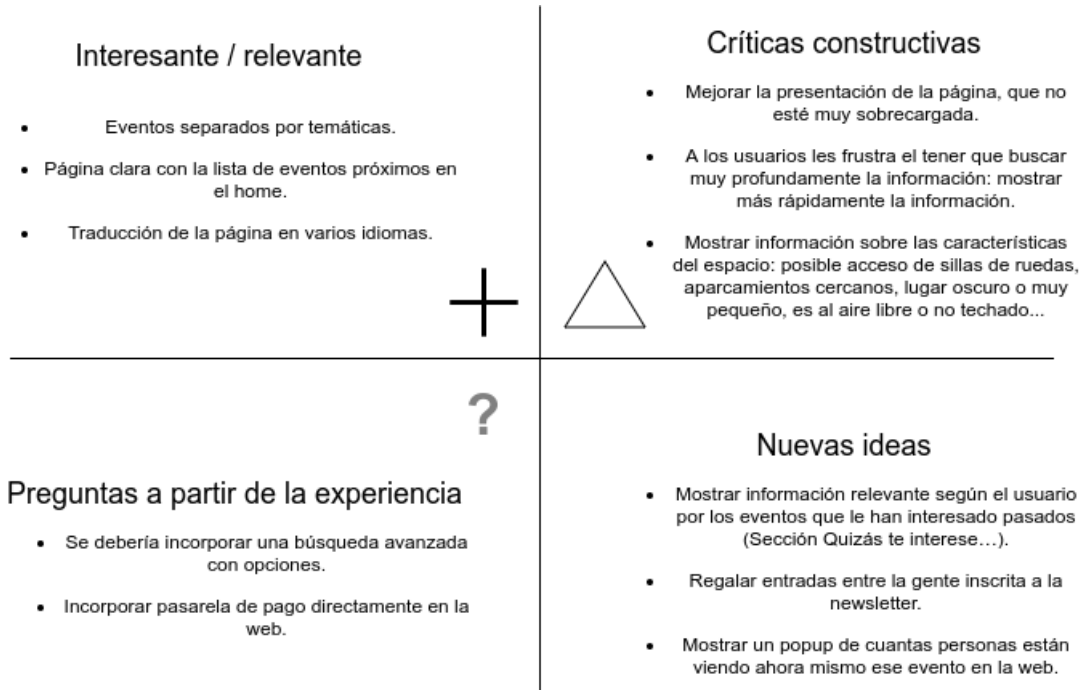 Interesante / relevante
Eventos separados por temáticas.
Página clara con la lista de eventos próximos en
el home.
Traducción de la página en varios idiomas.
Críticas constructivas
Mejorar la presentación de la página, que no
esté muy sobrecargada.
A los usuarios les frustra el tener que buscar
muy profundamente la información: mostrar
más rápidamente la información.
Mostrar información sobre las características
del espacio: posible acceso de sillas de ruedas,
aparcamientos cercanos, lugar oscuro o muy
pequeño, es al aire libre o no techado...
?
Preguntas a partir de la experiencia
Se debería incorporar una búsqueda avanzada
con opciones.
Incorporar pasarela de pago directamente en la
web.
Nuevas ideas
Mostrar información relevante según el usuario
por los eventos que le han interesado pasados
(Sección Quizás te interese…).
Regalar entradas entre la gente inscrita a la
newsletter.
Mostrar un popup de cuantas personas están
viendo ahora mismo ese evento en la web.